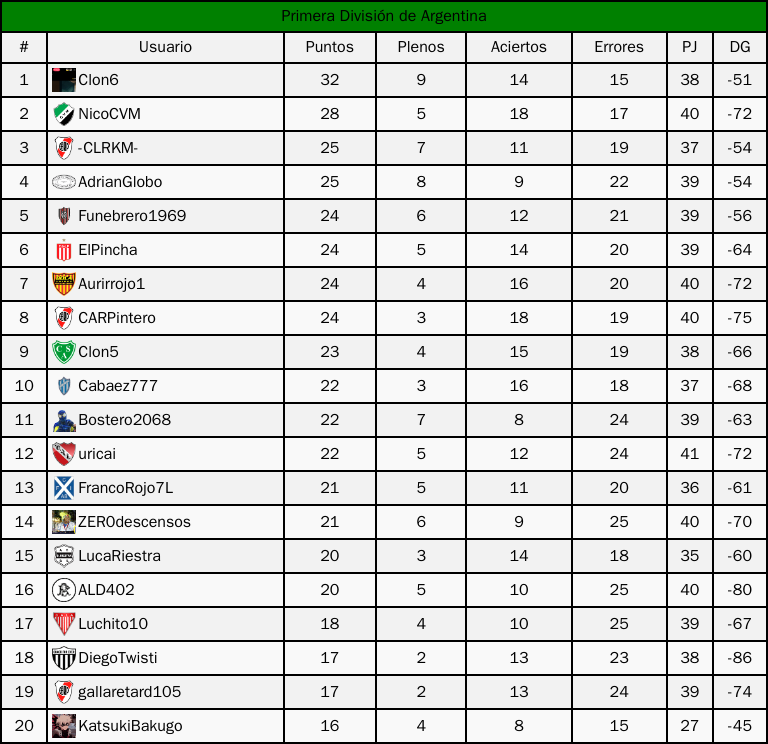 Primera División de Argentina
# Usuario Puntos Plenos Aciertos Errores PJ DG
1 Clon6 32 9 14 15 38 -51
2 NicoCVM 28 5 18 17 40 -72
3 -CLRKM- 25 7 11 19 37 -54
4 AdrianGlobo 25 8 9 22 39 -54
5 Funebrero1969 24 6 12 21 39 -56
6 ElPincha 24 5 14 20 39 -64
7 Aurirrojo1 24 4 16 20 40 -72
8 CARPintero 24 3 18 19 40 -75
9 Clon5 23 4 15 19 38 -66
10 Cabaez777 22 3 16 18 37 -68
11 Bostero2068 22 7 8 24 39 -63
12 uricai 22 5 12 24 41 -72
13 FrancoRojo7L 21 5 11 20 36 -61
14 ZER0descensos 21 6 9 25 40 -70
15 LucaRiestra 20 3 14 18 35 -60
16 ALD402 20 5 10 25 40 -80
17 Luchito10 18 4 10 25 39 -67
18 DiegoTwisti 17 2 13 23 38 -86
19 gallaretard105 17 2 13 24 39 -74
20 KatsukiBakugo 16 4 8 15 27 -45